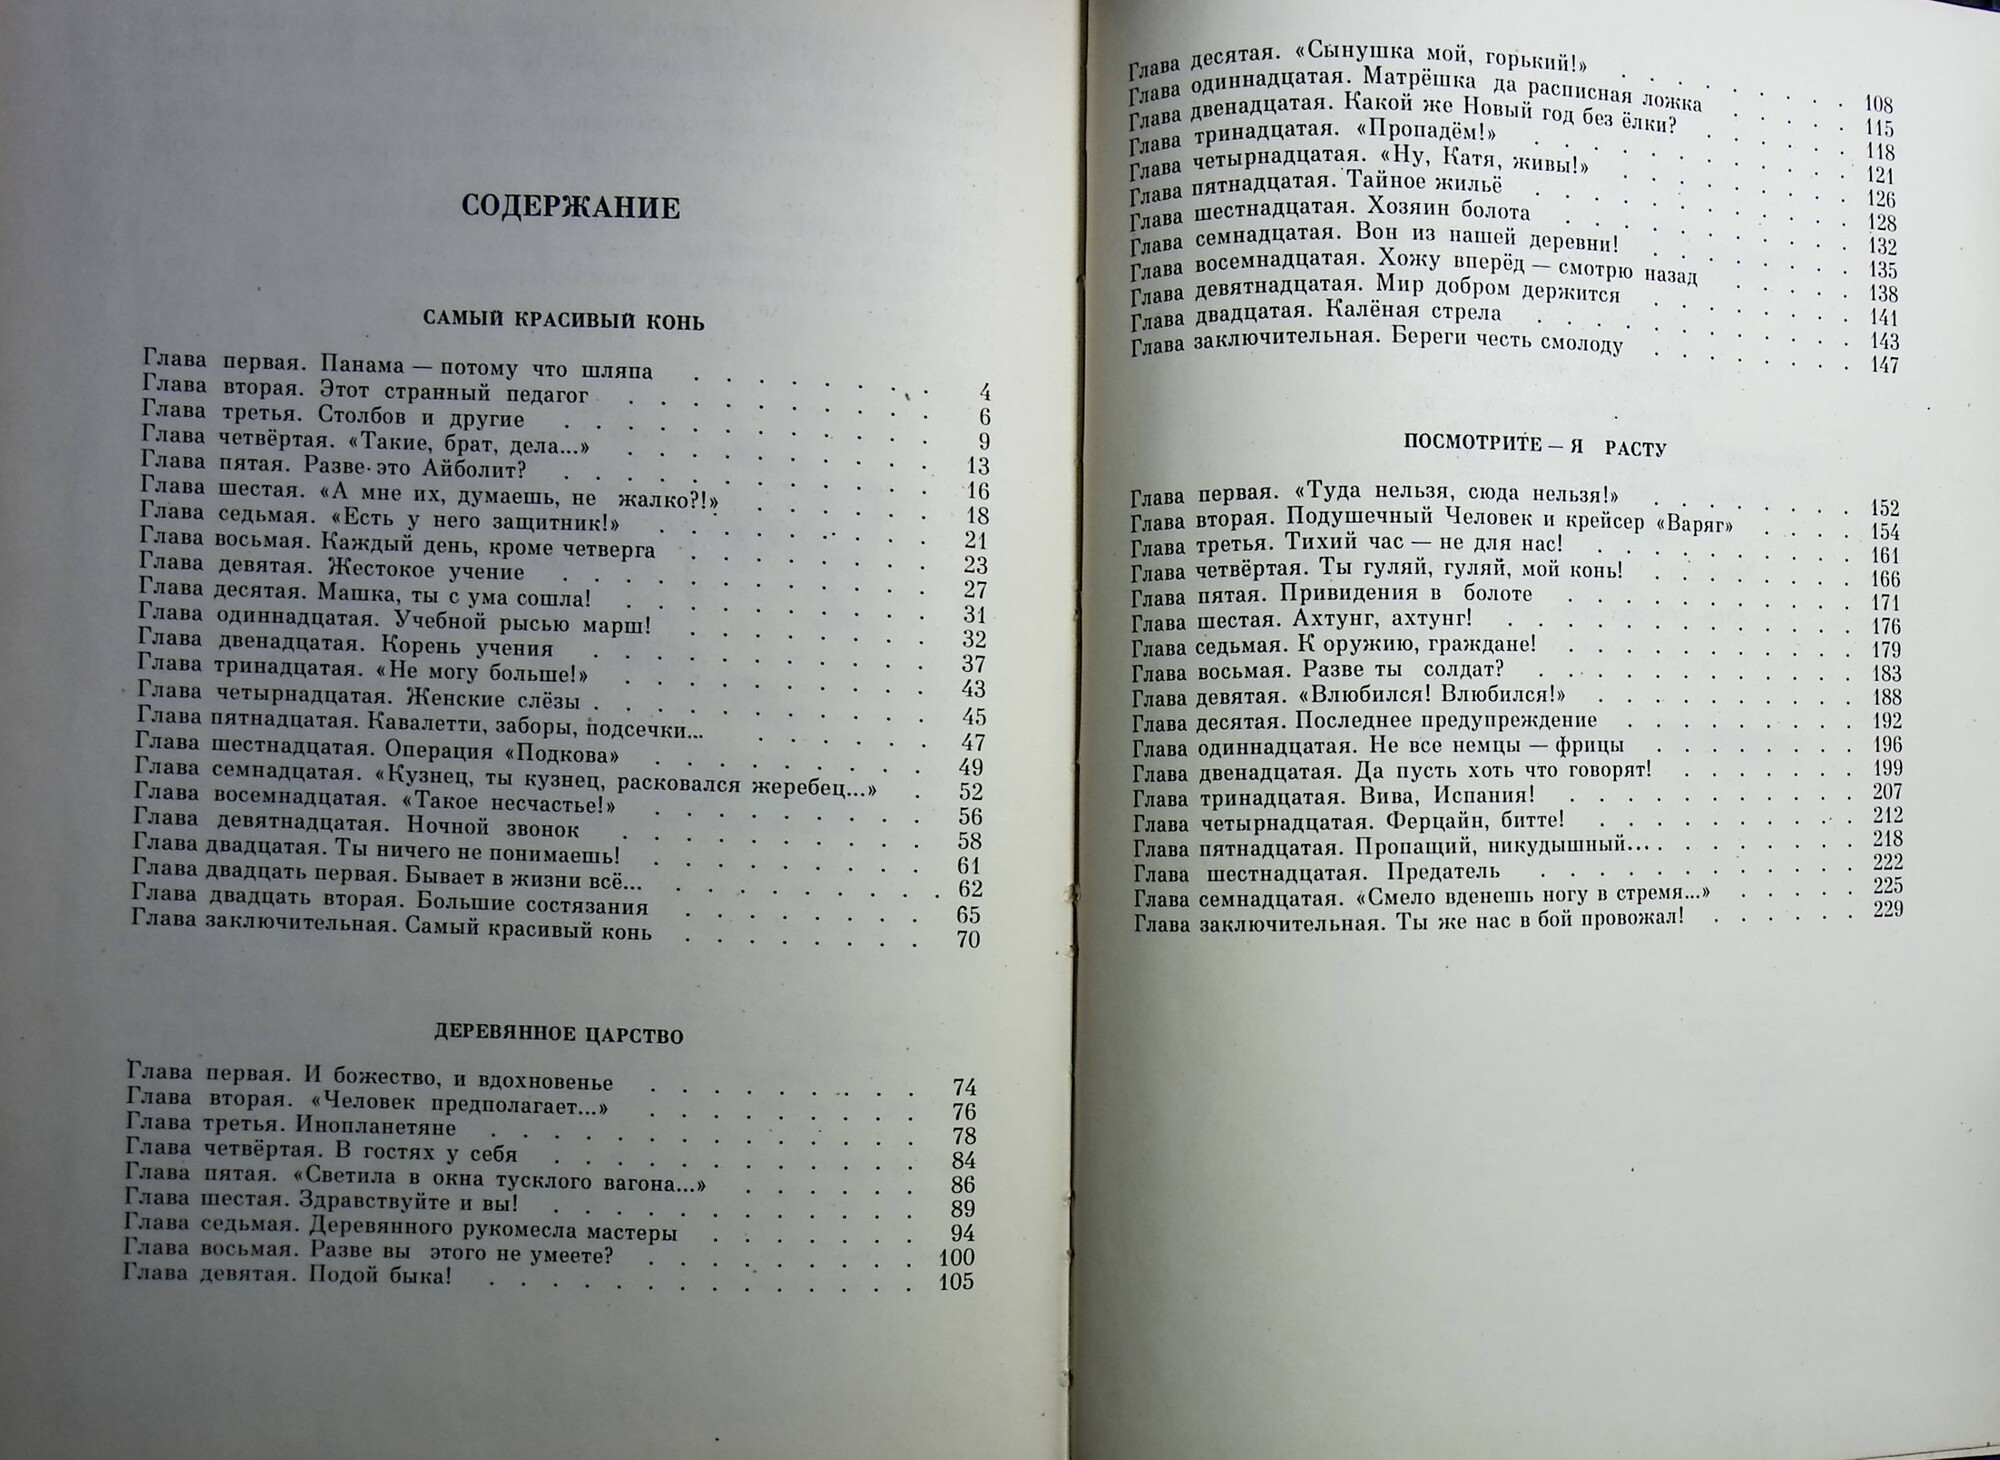 СОДЕРЖАНИЕ
САМЫЙ КРАСИВЫЙ КОНЬ
Глава первая. Панама — потому что шляпа . . . . . . . . 4
Глава вторая. Этот странный педагог . . . . . . . . . . 6
Глава третья. Столбов и другие . . . . . . . . . . . . 9
Глава четвёртая. «Такие, брат, дела...» . . . . . . . . . . 13
Глава пятая. Разве это Айболит? . . . . . . . . . . . . 16
Глава шестая. «А мне их, думаешь, не жалко?!» . . . . . . 18
Глава седьмая. «Есть у него защитник!» . . . . . . . . . 21
Глава восьмая. Каждый день, кроме четверга . . . . . . . . 23
Глава девятая. Жестокое учение . . . . . . . . . . . . 27
Глава десятая. Машка, ты с ума сошла! . . . . . . . . . . 31
Глава одиннадцатая. Учебной рысью марш! . . . . . . . . 32
Глава двенадцатая. Корень учения . . . . . . . . . . . 37
Глава тринадцатая. «Не могу больше!» . . . . . . . . . . 43
Глава четырнадцатая. Женские слёзы . . . . . . . . . . . 45
Глава пятнадцатая. Кавалетти, заборы, подсечки... . . . . . . 47
Глава шестнадцатая. Операция «Подкова» . . . . . . . . . 49
Глава семнадцатая. «Кузнец, ты кузнец, расковался жеребец...» . 52
Глава восемнадцатая. «Такое несчастье!» . . . . . . . . . 56
Глава девятнадцатая. Ночной звонок . . . . . . . . . . 58
Глава двадцатая. Ты ничего не понимаешь! . . . . . . . . . 61
Глава двадцать первая. Бывает в жизни всё... . . . . . . . . . 62
Глава двадцать вторая. Большие состязания . . . . . . . . 65
Глава заключительная. Самый красивый конь . . . . . . . . 70
ДЕРЕВЯННОЕ ЦАРСТВО
Глава первая. И божество, и вдохновенье . . . . . . . . . 74
Глава вторая. «Человек предполагает...» . . . . . . . . . 76
Глава третья. Инопланетяне . . . . . . . . . . . . . . 78
Глава четвёртая. В гостях у себя . . . . . . . . . . . . 84
Глава пятая. «Светила в окна тусклого вагона...» . . . . . . 86
Глава шестая. Здравствуйте и вы! . . . . . . . . . . . . 89
Глава седьмая. Деревянного рукомесла мастеры . . . . . . . 94
Глава восьмая. Разве вы этого не умеете? . . . . . . . . . 100
Глава девятая. Подой быка! . . . . . . . . . . . . . . 105
Глава десятая. «Сынушка мой, горький!» . . . . . . . . 108
Глава одиннадцатая. Матрёшка да расписная ложка . . . . . 115
Глава двенадцатая. Какой же Новый год без ёлки? . . . . . 118
Глава тринадцатая. «Пропадём!» . . . . . . . . . . . 121
Глава четырнадцатая. «Ну, Катя, живы!» . . . . . . . . 126
Глава пятнадцатая. Тайное жильё . . . . . . . . . . 128
Глава шестнадцатая. Хозяин болота . . . . . . . . . 132
Глава семнадцатая. Вон из нашей деревни! . . . . . . . 135
Глава восемнадцатая. Хожу вперёд — смотрю назад . . . . . 138
Глава девятнадцатая. Мир добром держится . . . . . . . 141
Глава двадцатая. Калёная стрела . . . . . . . . . . 143
Глава заключительная. Береги честь смолоду . . . . . . . 147
ПОСМОТРИТЕ — Я РАСТУ
Глава первая. «Туда нельзя, сюда нельзя!» . . . . . . . 152
Глава вторая. Подушечный Человек и крейсер «Варяг» . . . . 154
Глава третья. Тихий час — не для нас! . . . . . . . . . 161
Глава четвёртая. Ты гуляй, гуляй, мой конь! . . . . . . . 166
Глава пятая. Привидения в болоте . . . . . . . . . . 171
Глава шестая. Ахтунг, ахтунг! . . . . . . . . . . . . 176
Глава седьмая. К оружию, граждане! . . . . . . . . . . 179
Глава восьмая. Разве ты солдат? . . . . . . . . . . . 183
Глава девятая. «Влюбился! Влюбился!» . . . . . . . . . 188
Глава десятая. Последнее предупреждение . . . . . . . . 192
Глава одиннадцатая. Не все немцы — фрицы . . . . . . . 196
Глава двенадцатая. Да пусть хоть что говорят! . . . . . . 199
Глава тринадцатая. Вива, Испания! . . . . . . . . . . 207
Глава четырнадцатая. Ферцайн, битте! . . . . . . . . . 212
Глава пятнадцатая. Пропащий, никудышный... . . . . . . . 218
Глава шестнадцатая. Предатель . . . . . . . . . . . 222
Глава семнадцатая. «Смело вденешь ногу в стремя...» . . . . 225
Глава заключительная. Ты же нас в бой провожал! . . . . . 229